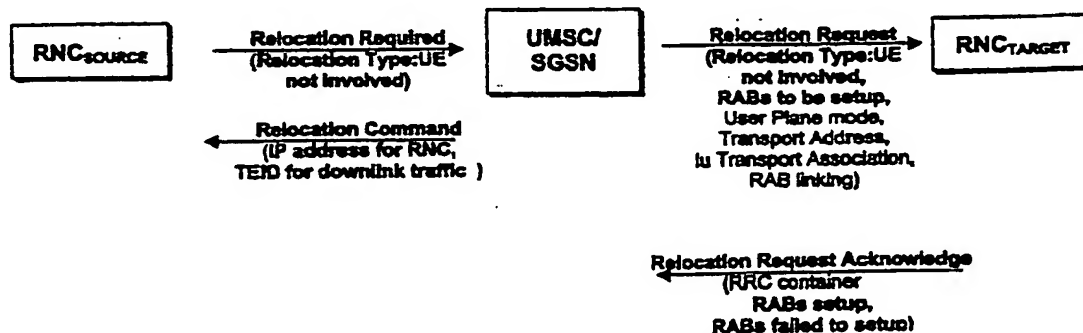 RNCSOURCE
Relocation Required
(Relocation Type:UE
not involved)
UMSC/
SGSN
Relocation Request
(Relocation Type:UE
not involved,
RABs to be setup,
User Plane mode,
Transport Address,
Iu Transport Association,
RAB linking)
RNCTARGET
Relocation Command
(IP address for RNC,
TEID for downlink traffic )
Relocation Request Acknowledge
(RRC container
RABs setup,
RABs failed to setup)